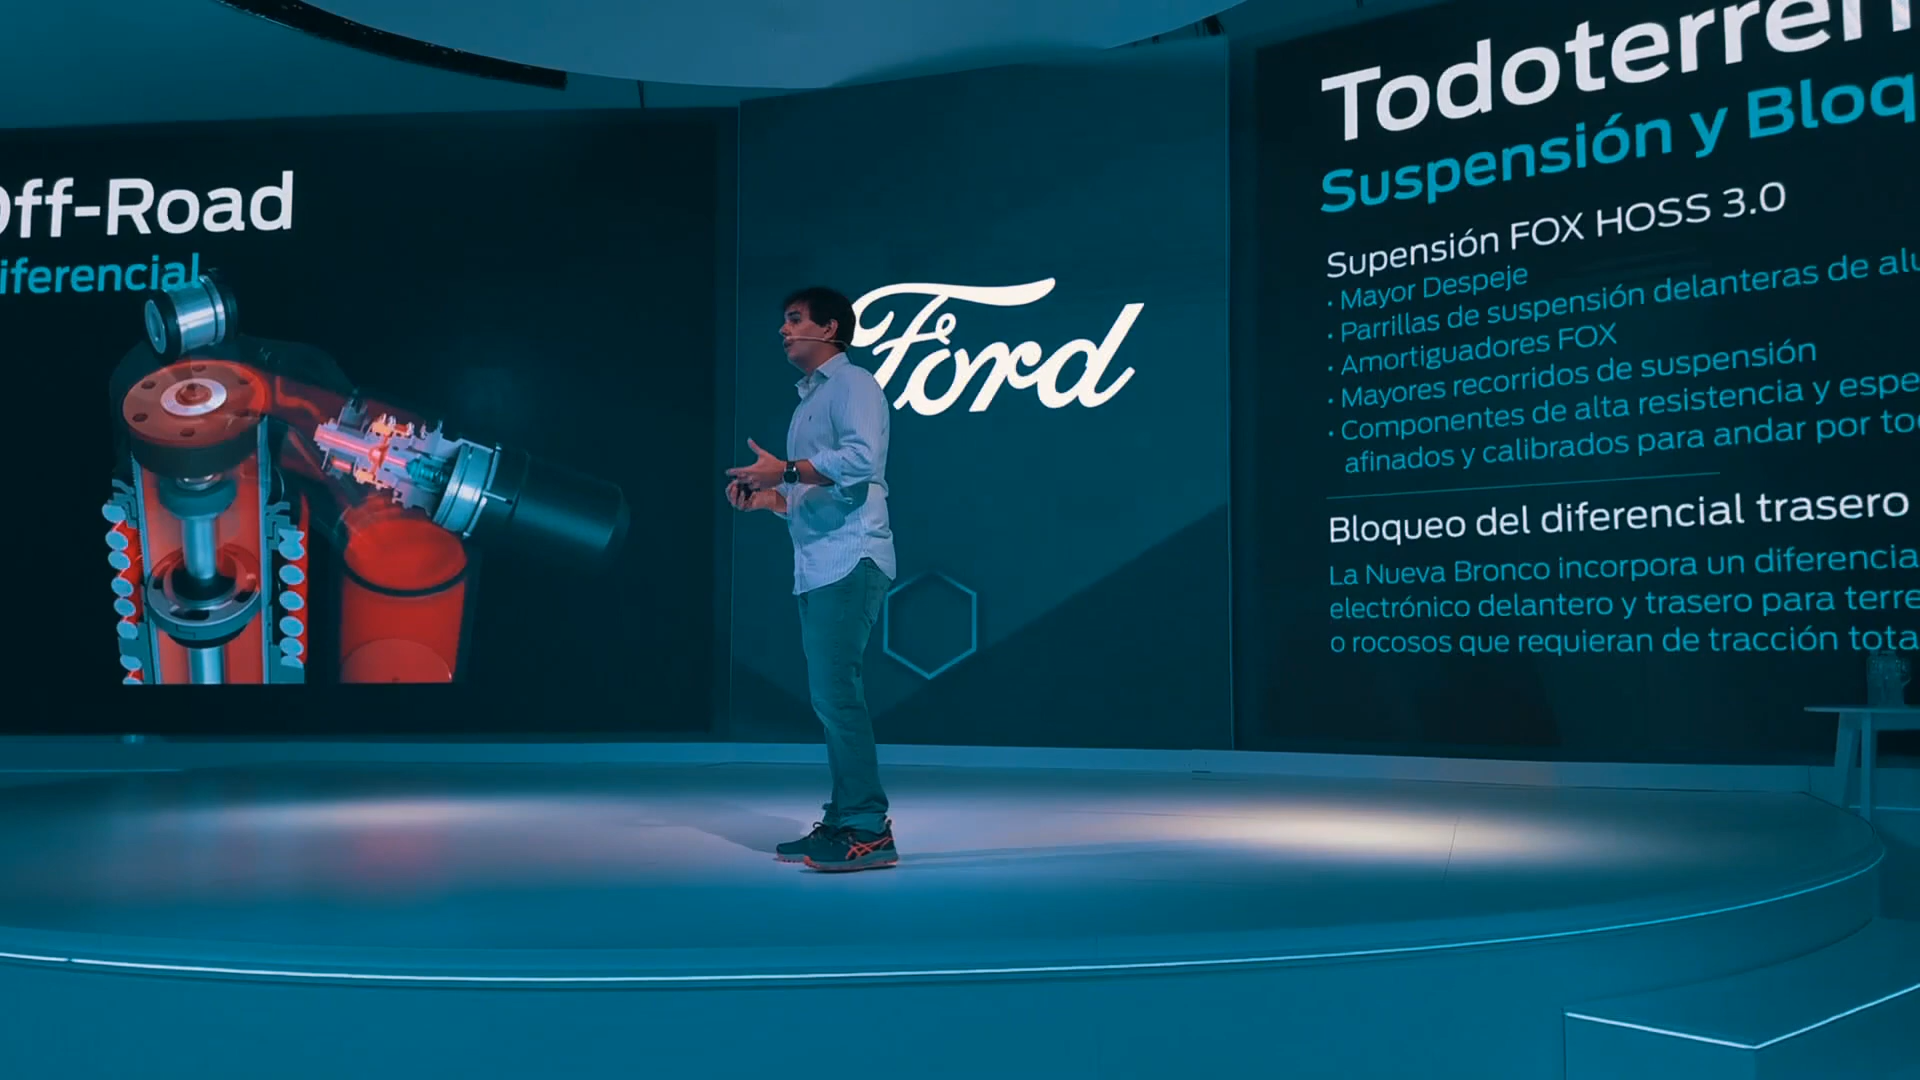 Off-Road
diferencial
Ford
Todoterren
Suspensión y Bloq
Supensión FOX HOSS 3.0
· Mayor Despeje
· Parrillas de suspensión delanteras de alu
· Amortiguadores FOX
· Mayores recorridos de suspensión
· Componentes de alta resistencia y espe
afinados y calibrados para andar por to
Bloqueo del diferencial trasero
La Nueva Bronco incorpora un diferencia
electrónico delantero y trasero para terre
o rocosos que requieran de tracción tota